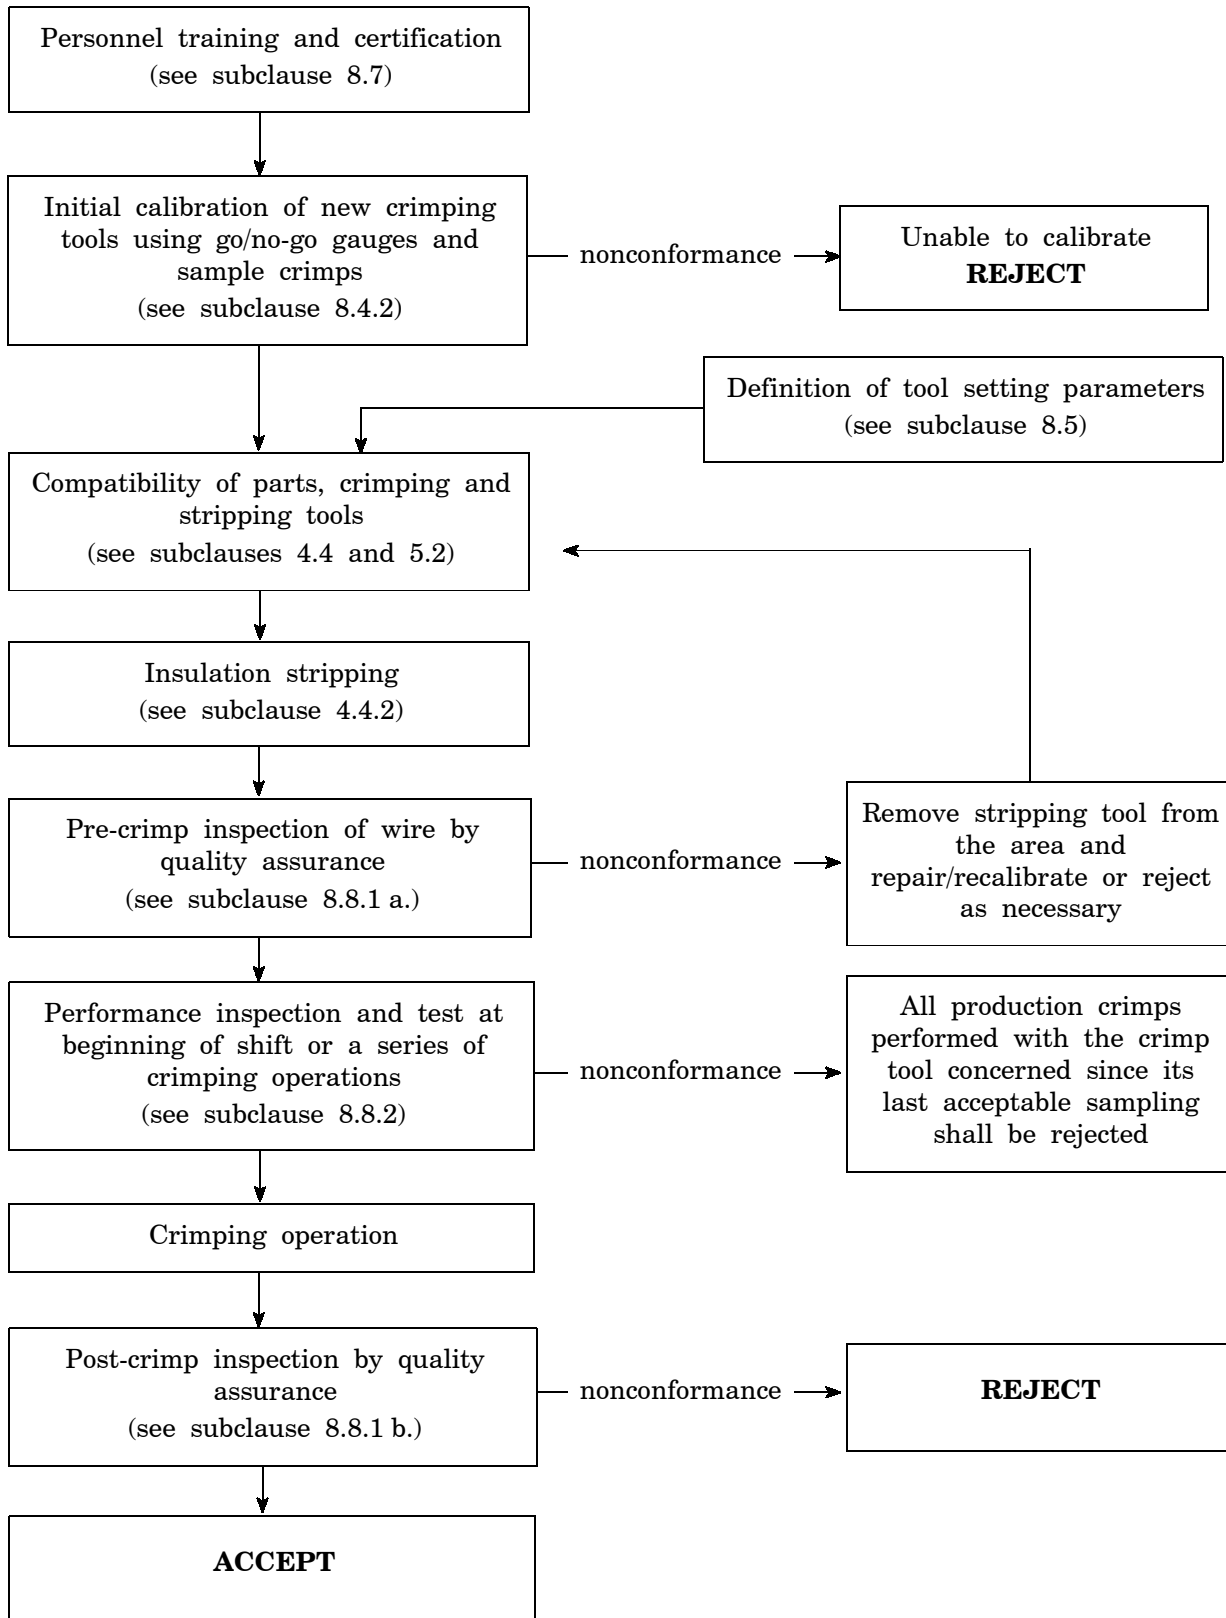 Personnel training and certification
(see subclause 8.7)
Initial calibration of new crimping
tools using go/no-go gauges and
sample crimps
(see subclause 8.4.2)
nonconformance
Unable to calibrate
REJECT
Definition of tool setting parameters
(see subclause 8.5)
Compatibility of parts, crimping and
stripping tools
(see subclauses 4.4 and 5.2)
Insulation stripping
(see subclause 4.4.2)
Pre-crimp inspection of wire by
quality assurance
(see subclause 8.8.1 a.)
nonconformance
Remove stripping tool from
the area and
repair/recalibrate or reject
as necessary
Performance inspection and test at
beginning of shift or a series of
crimping operations
(see subclause 8.8.2)
nonconformance
All production crimps
performed with the crimp
tool concerned since its
last acceptable sampling
shall be rejected
Crimping operation
Post-crimp inspection by quality
assurance
(see subclause 8.8.1 b.)
nonconformance
REJECT
ACCEPT